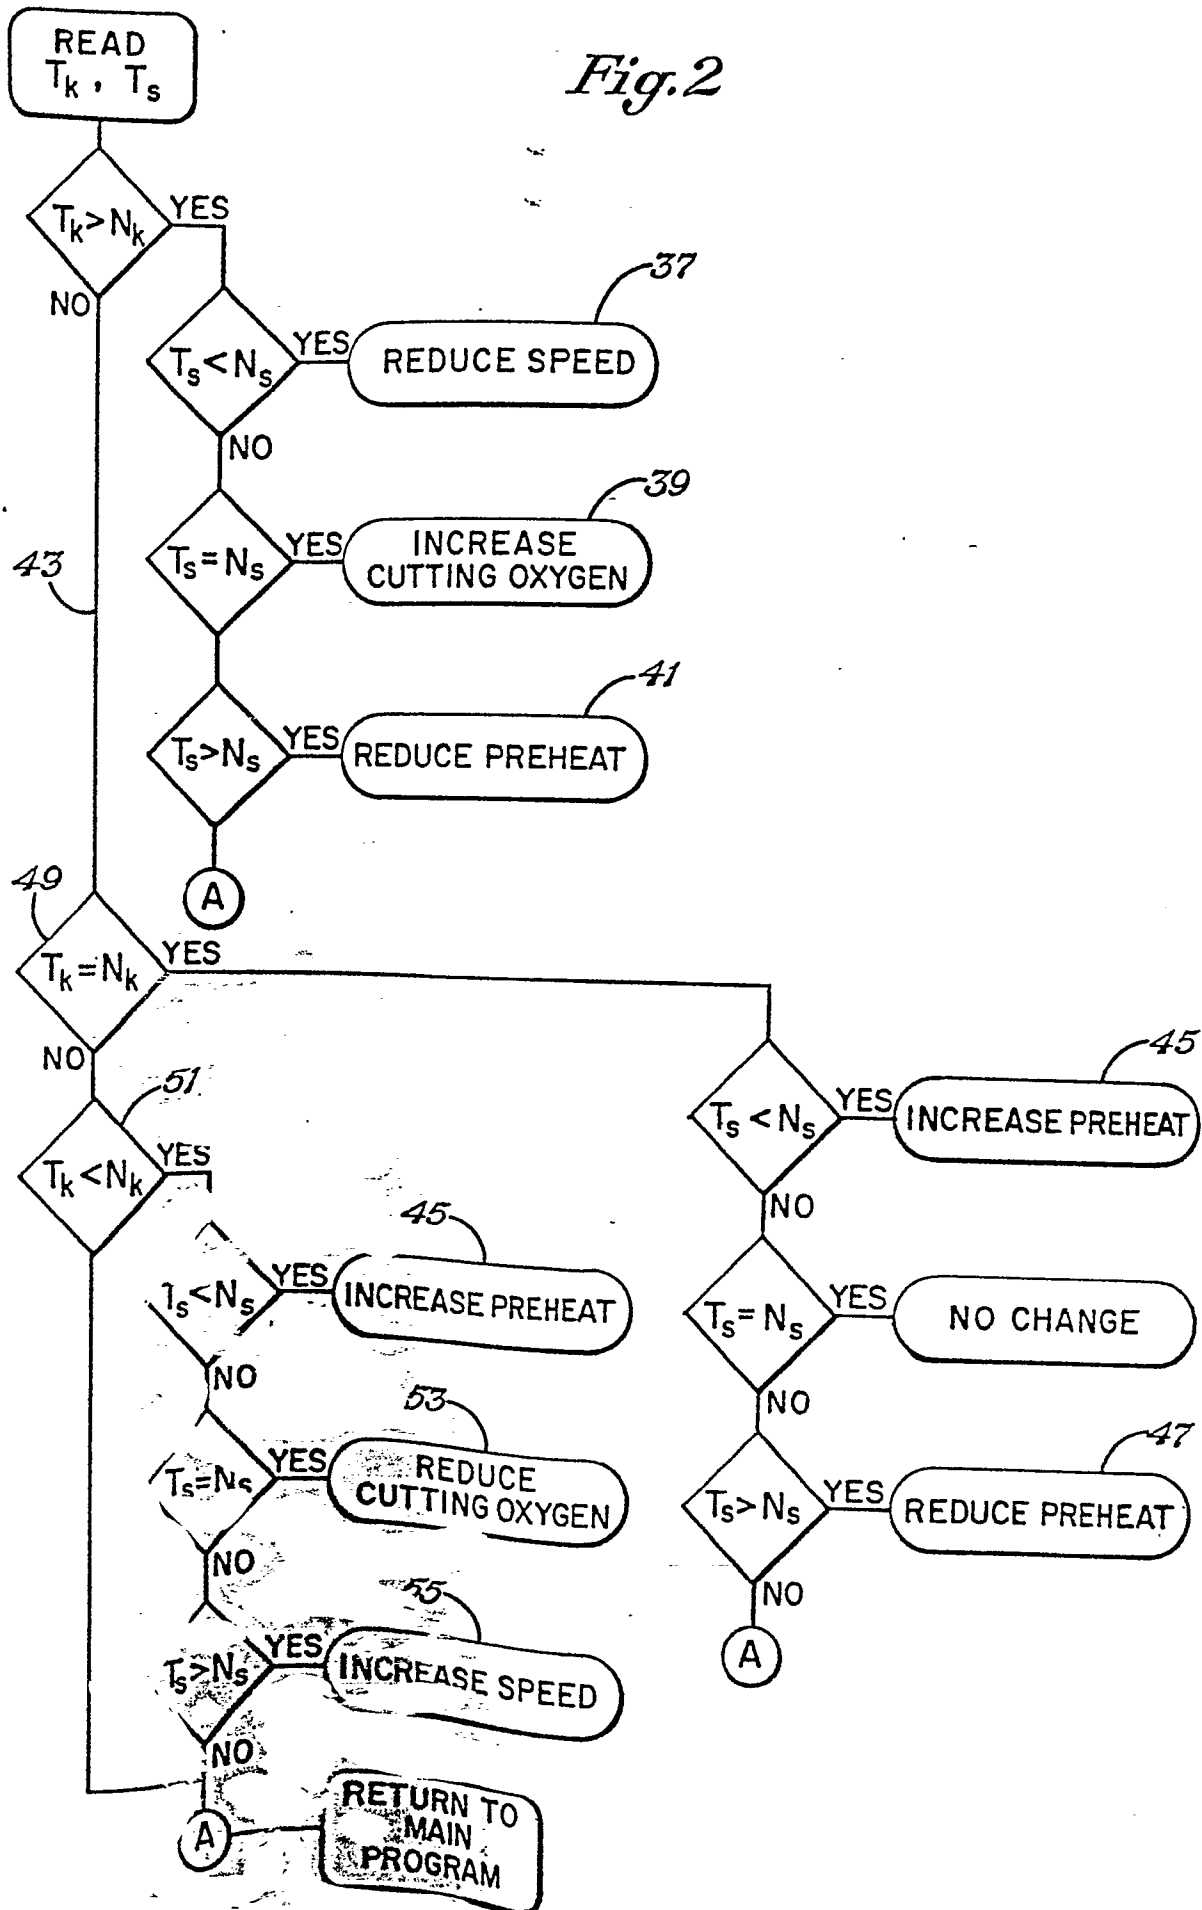 READ
Tk, Ts
Fig.2
Tk>Nk
YES
NO
37
Ts<Ns
YES
REDUCE SPEED
NO
39
Ts=Ns
YES
INCREASE
CUTTING OXYGEN
43
41
Ts>Ns
YES
REDUCE PREHEAT
A
49
Tk=Nk
YES
NO
45
Ts<Ns
YES
INCREASE PREHEAT
NO
Ts=Ns
YES
NO CHANGE
NO
47
Ts>Ns
YES
REDUCE PREHEAT
NO
A
51
Tk<Nk
YES
45
Ts<Ns
YES
INCREASE PREHEAT
NO
53
Ts=Ns
YES
REDUCE
CUTTING OXYGEN
NO
55
Ts>Ns
YES
INCREASE SPEED
NO
A
RETURN TO
MAIN
PROGRAM